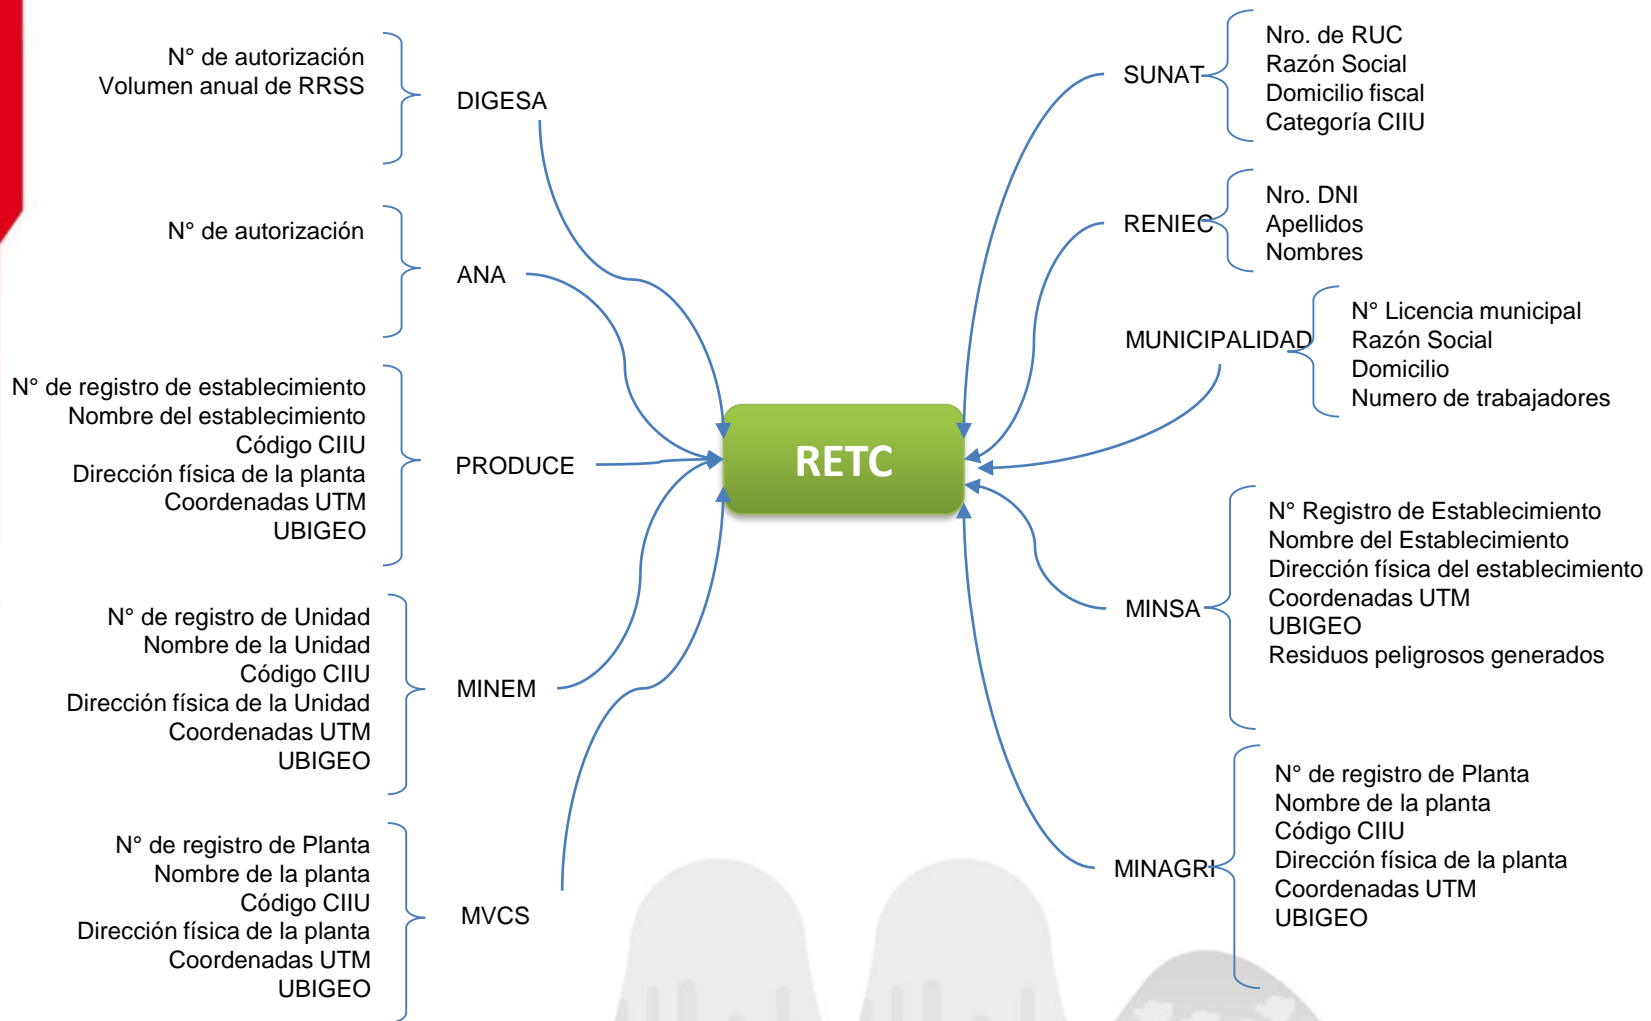 N° de autorización
Volumen anual de RRSS
DIGESA
N° de autorización
ANA
N° de registro de establecimiento
Nombre del establecimiento
Código CIIU
Dirección física de la planta
Coordenadas UTM
UBIGEO
PRODUCE
N° de registro de Unidad
Nombre de la Unidad
Código CIIU
Dirección física de la Unidad
Coordenadas UTM
UBIGEO
MINEM
N° de registro de Planta
Nombre de la planta
Código CIIU
Dirección física de la planta
Coordenadas UTM
UBIGEO
MVCS
RETC
SUNAT
Nro. de RUC
Razón Social
Domicilio fiscal
Categoría CIIU
RENIEC
Nro. DNI
Apellidos
Nombres
MUNICIPALIDAD
N° Licencia municipal
Razón Social
Domicilio
Numero de trabajadores
MINSA
N° Registro de Establecimiento
Nombre del Establecimiento
Dirección física del establecimiento
Coordenadas UTM
UBIGEO
Residuos peligrosos generados
MINAGRI
N° de registro de Planta
Nombre de la planta
Código CIIU
Dirección física de la planta
Coordenadas UTM
UBIGEO